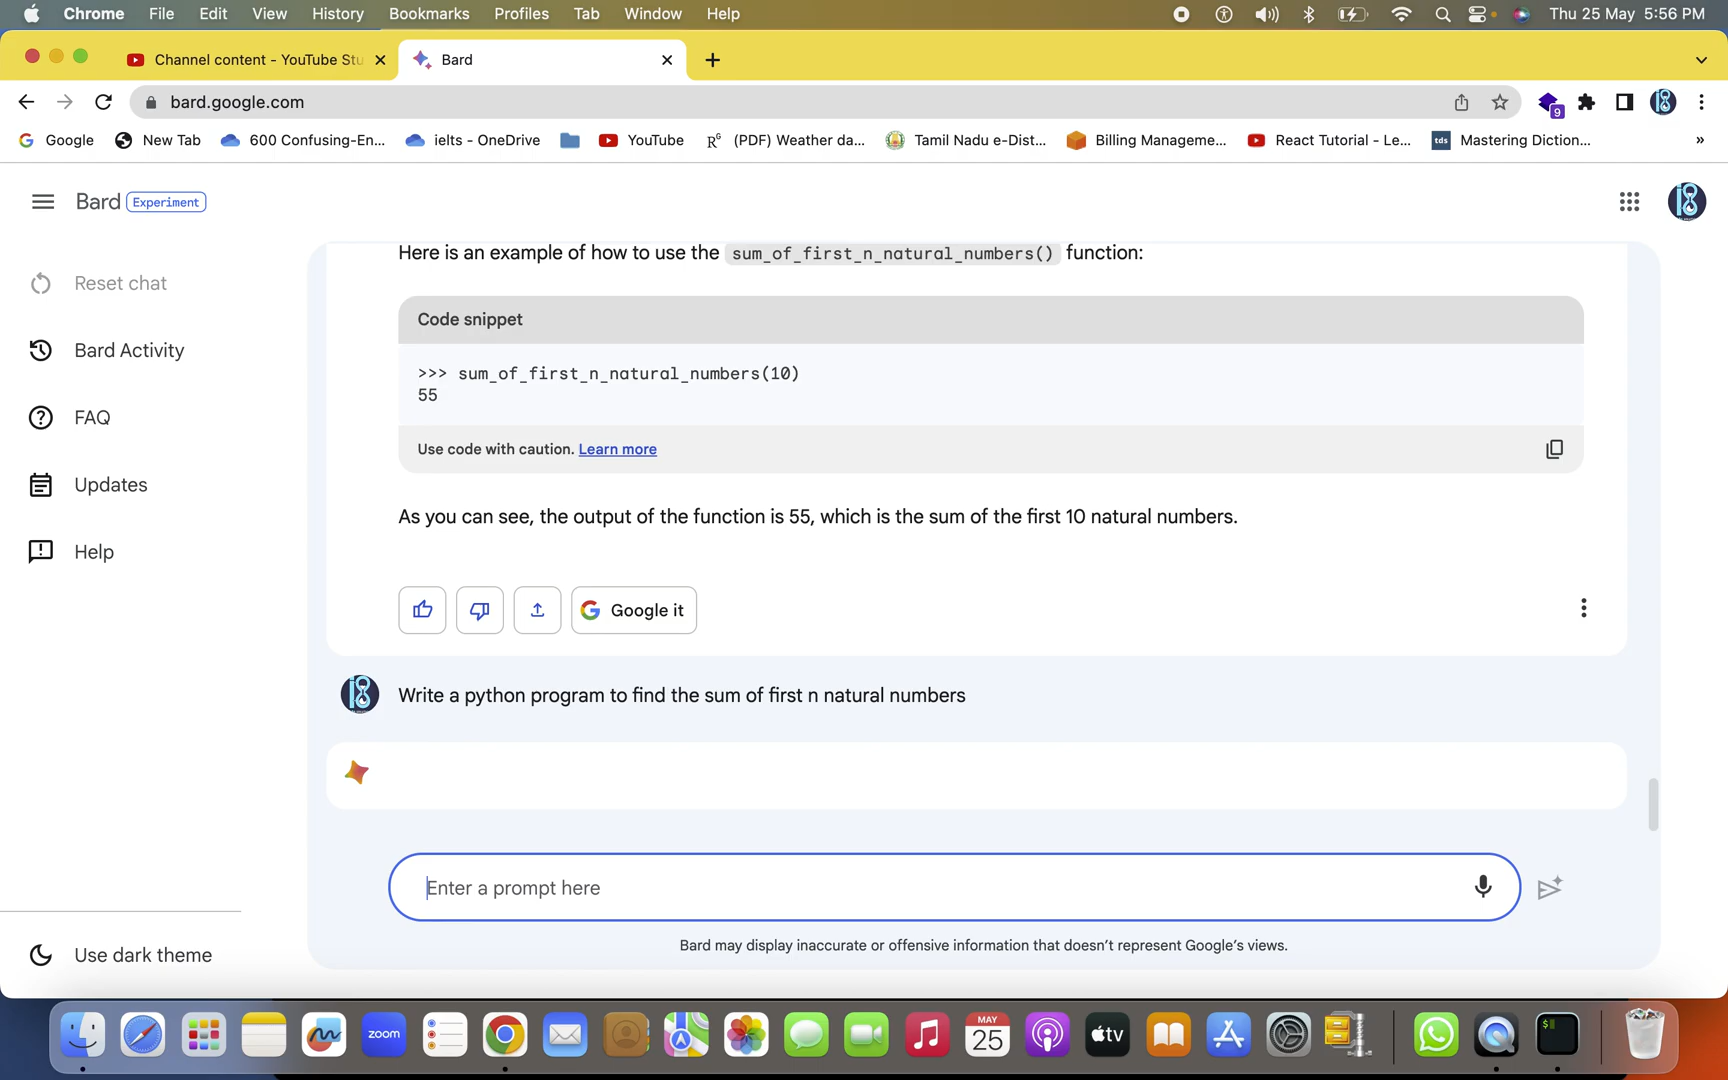 Chrome File Edit View History Bookmarks Profiles Tab Window Help Thu 25 May 5:56 PM
Channel content - YouTube Stu Bard
bard.google.com 9
Google New Tab 600 Confusing-En... ielts - OneDrive YouTube (PDF) Weather da... Tamil Nadu e-Dist... Billing Manageme... React Tutorial - Le... tds Mastering Diction... »
Bard Experiment
Here is an example of how to use the sum_of_first_n_natural_numbers() function:
Reset chat
Code snippet
Bard Activity
>>> sum_of_first_n_natural_numbers(10)
55
FAQ
Use code with caution. Learn more
Updates
As you can see, the output of the function is 55, which is the sum of the first 10 natural numbers.
Help
Google it
Write a python program to find the sum of first n natural numbers
Enter a prompt here
Bard may display inaccurate or offensive information that doesn't represent Google's views.
Use dark theme
zoom MAY 25 tv